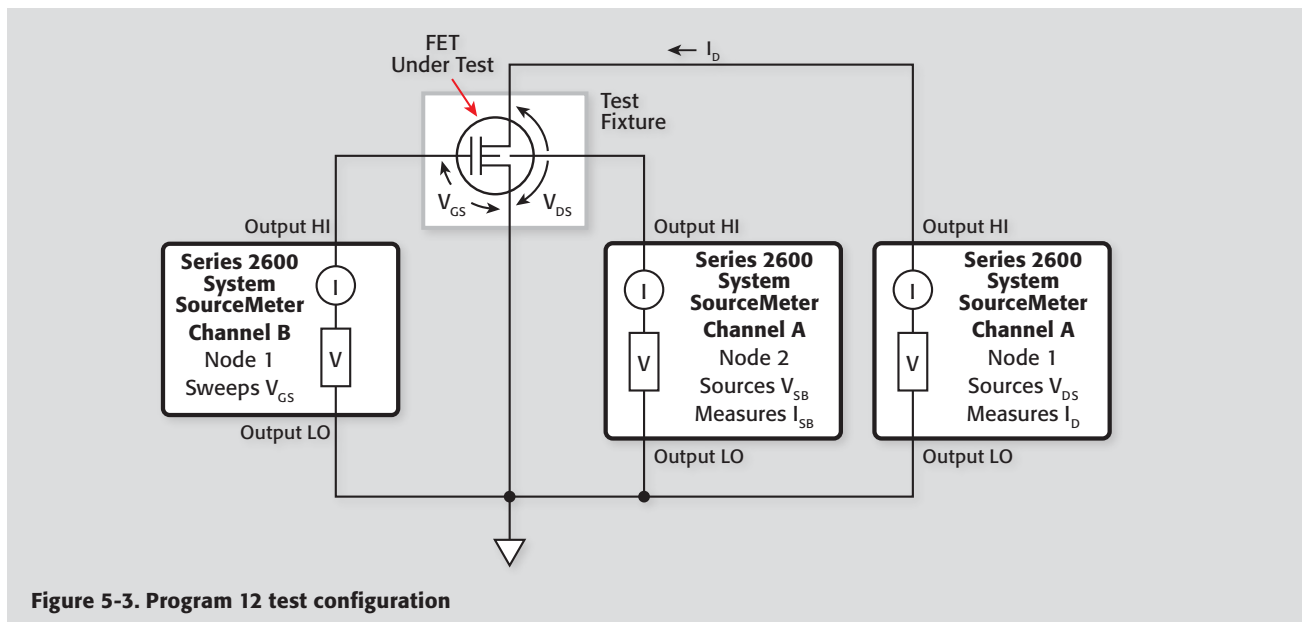 FET
Under Test
← I_D
Test
Fixture
V_GS
V_DS
Output HI
Series 2600
System
SourceMeter
Channel B
Node 1
Sweeps V_GS
I
V
Output LO
Output HI
I
V
Series 2600
System
SourceMeter
Channel A
Node 2
Sources V_SB
Measures I_SB
Output LO
Output HI
I
V
Series 2600
System
SourceMeter
Channel A
Node 1
Sources V_DS
Measures I_D
Output LO
Figure 5-3. Program 12 test configuration